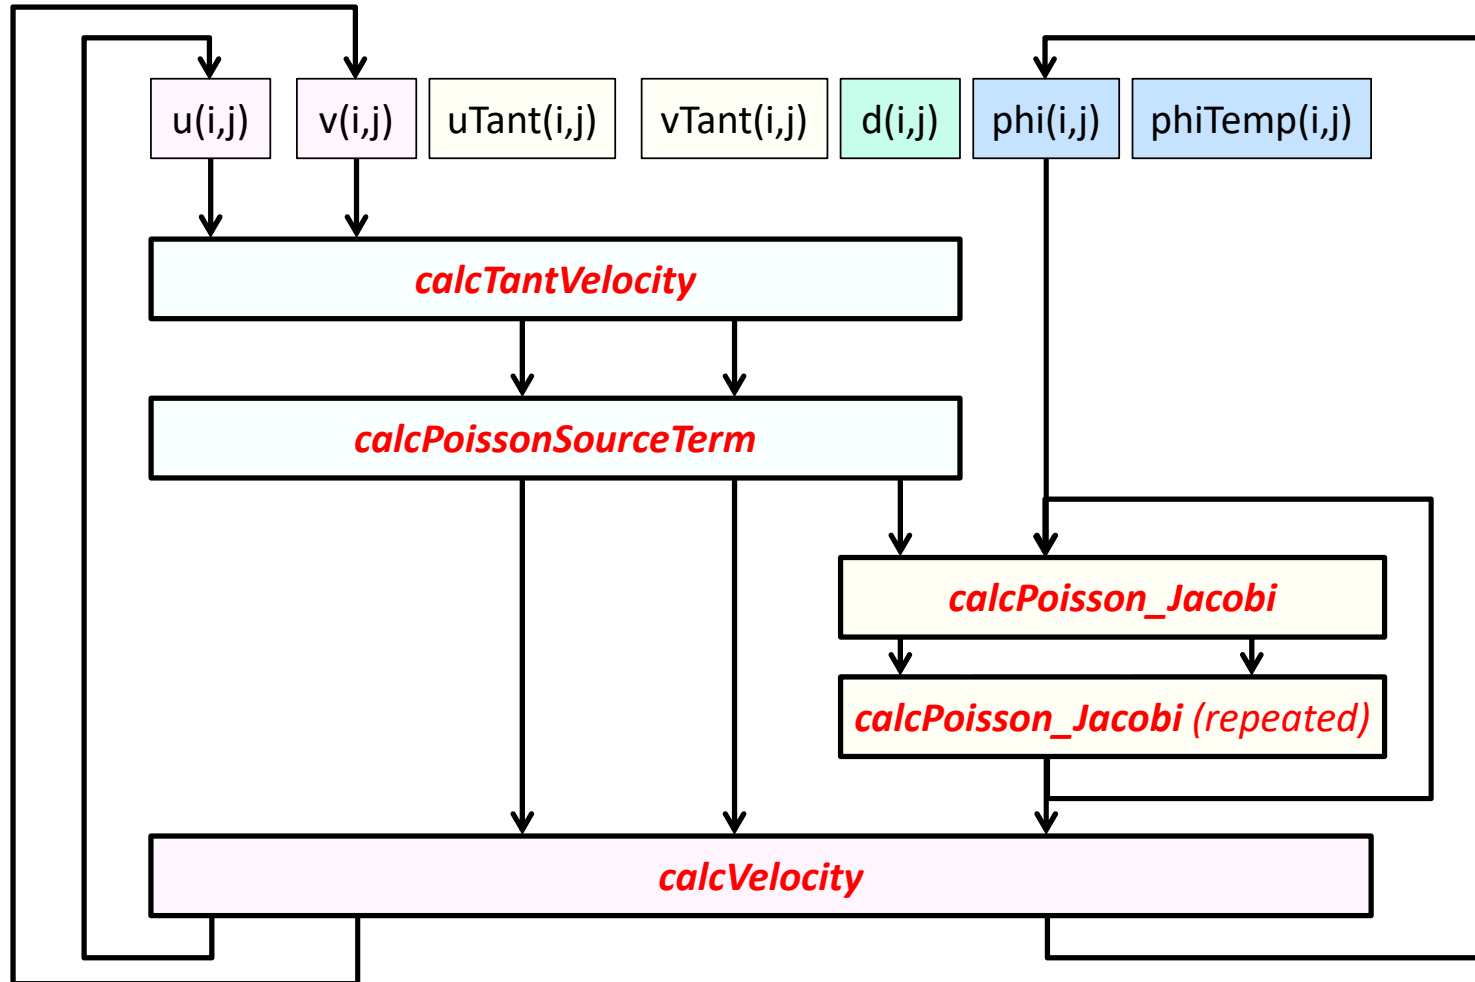 u(i,j) v(i,j) uTant(i,j) vTant(i,j) d(i,j) phi(i,j) phiTemp(i,j)
calcTantVelocity
calcPoissonSourceTerm
calcPoisson_Jacobi
calcPoisson_Jacobi (repeated)
calcVelocity